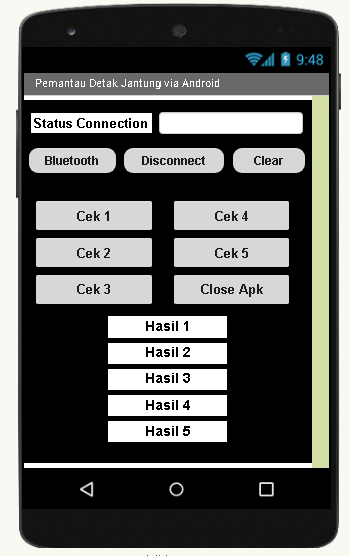 9:48
Pemantau Detak Jantung via Android
Status Connection
Bluetooth Disconnect Clear
Cek 1 Cek 4
Cek 2 Cek 5
Cek 3 Close Apk
Hasil 1
Hasil 2
Hasil 3
Hasil 4
Hasil 5